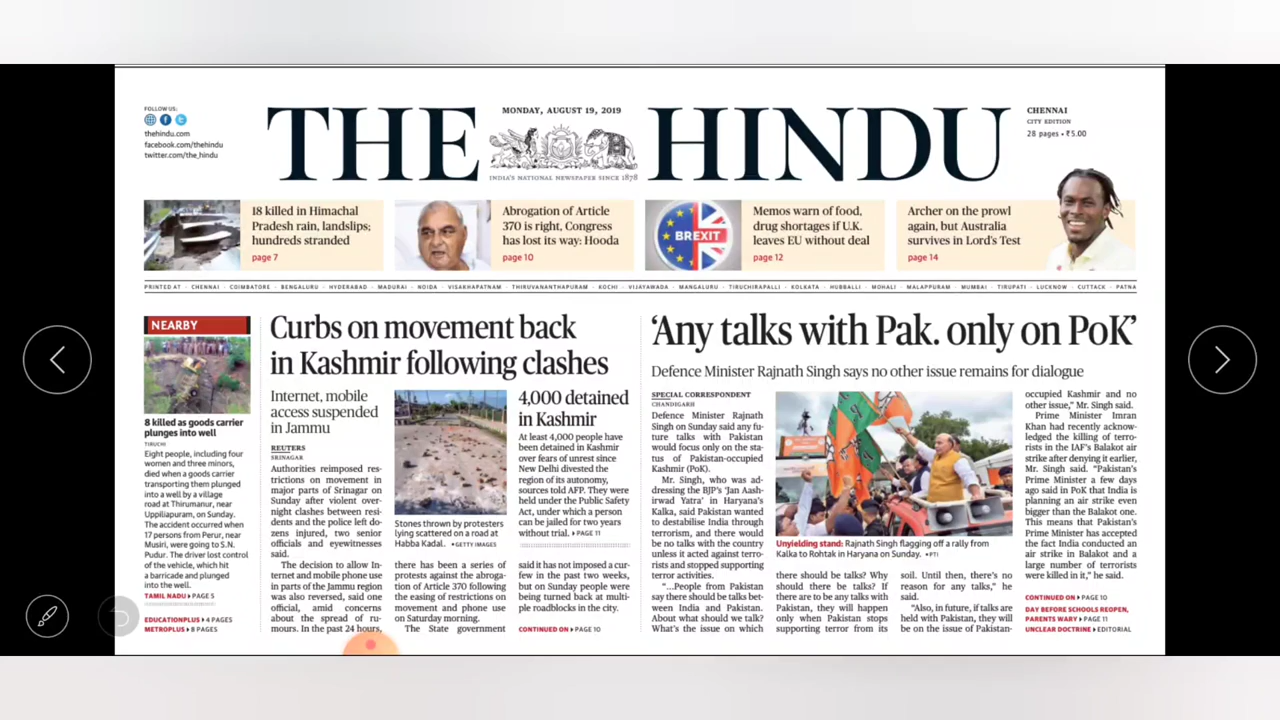 FOLLOW US:
thehindu.com
facebook.com/thehindu
twitter.com/the_hindu
MONDAY, AUGUST 19, 2019
THE HINDU
INDIA'S NATIONAL NEWSPAPER SINCE 1878
CHENNAI
CITY EDITION
28 pages • ₹5.00
18 killed in Himachal
Pradesh rain, landslips;
hundreds stranded
page 7
Abrogation of Article
370 is right, Congress
has lost its way: Hooda
page 10
BREXIT
Memos warn of food,
drug shortages if U.K.
leaves EU without deal
page 12
Archer on the prowl
again, but Australia
survives in Lord's Test
page 14
PRINTED AT · CHENNAI · COIMBATORE · BENGALURU · HYDERABAD · MADURAI · NOIDA · VISAKHAPATNAM · THIRUVANANTHAPURAM · KOCHI · VIJAYAWADA · MANGALURU · TIRUCHIRAPALLI · KOLKATA · HUBBALLI · MOHALI · MALAPPURAM · MUMBAI · TIRUPATI · LUCKNOW · CUTTACK · PATNA
NEARBY
8 killed as goods carrier
plunges into well
TIRUCHI
Eight people, including four
women and three minors,
died when a goods carrier
transporting them plunged
into a well by a village
road at Thirumanur, near
Uppiliapuram, on Sunday.
The accident occurred when
17 persons from Perur, near
Musiri, were going to S.N.
Pudur. The driver lost control
of the vehicle, which hit
a barricade and plunged
into the well.
TAMIL NADU ▸ PAGE 5
EDUCATIONPLUS ▸ 4 PAGES
METROPLUS ▸ 8 PAGES
Curbs on movement back
in Kashmir following clashes
Internet, mobile
access suspended
in Jammu
REUTERS
SRINAGAR
Authorities reimposed res-
trictions on movement in
major parts of Srinagar on
Sunday after violent over-
night clashes between resi-
dents and the police left do-
zens injured, two senior
officials and eyewitnesses
said.
The decision to allow In-
ternet and mobile phone use
in parts of the Jammu region
was also reversed, said one
official, amid concerns
about the spread of ru-
mours. In the past 24 hours,
Stones thrown by protesters
lying scattered on a road at
Habba Kadal. •GETTY IMAGES
there has been a series of
protests against the abroga-
tion of Article 370 following
the easing of restrictions on
movement and phone use
on Saturday morning.
The State government
4,000 detained
in Kashmir
At least 4,000 people have
been detained in Kashmir
over fears of unrest since
New Delhi divested the
region of its autonomy,
sources told AFP. They were
held under the Public Safety
Act, under which a person
can be jailed for two years
without trial. ▸ PAGE 11
said it has not imposed a cur-
few in the past two weeks,
but on Sunday people were
being turned back at multi-
ple roadblocks in the city.
CONTINUED ON ▸ PAGE 10
‘Any talks with Pak. only on PoK’
Defence Minister Rajnath Singh says no other issue remains for dialogue
SPECIAL CORRESPONDENT
CHANDIGARH
Defence Minister Rajnath
Singh on Sunday said any fu-
ture talks with Pakistan
would focus only on the sta-
tus of Pakistan-occupied
Kashmir (PoK).
Mr. Singh, who was ad-
dressing the BJP's ‘Jan Aash-
irwad Yatra’ in Haryana's
Kalka, said Pakistan wanted
to destabilise India through
terrorism, and there would
be no talks with the country
unless it acted against terro-
rists and stopped supporting
terror activities.
“...People from Pakistan
say there should be talks bet-
ween India and Pakistan.
About what should we talk?
What's the issue on which
Unyielding stand: Rajnath Singh flagging off a rally from
Kalka to Rohtak in Haryana on Sunday. •PTI
there should be talks? Why
should there be talks? If
there are to be any talks with
Pakistan, they will happen
only when Pakistan stops
supporting terror from its
soil. Until then, there's no
reason for any talks,” he
said.
“Also, in future, if talks are
held with Pakistan, they will
be on the issue of Pakistan-
occupied Kashmir and no
other issue,” Mr. Singh said.
Prime Minister Imran
Khan had recently acknow-
ledged the killing of terro-
rists in the IAF's Balakot air
strike after denying it earlier,
Mr. Singh said. “Pakistan's
Prime Minister a few days
ago said in PoK that India is
planning an air strike even
bigger than the Balakot one.
This means that Pakistan's
Prime Minister has accepted
the fact India conducted an
air strike in Balakot and a
large number of terrorists
were killed in it,” he said.
CONTINUED ON ▸ PAGE 10
DAY BEFORE SCHOOLS REOPEN,
PARENTS WARY ▸ PAGE 11
UNCLEAR DOCTRINE ▸ EDITORIAL